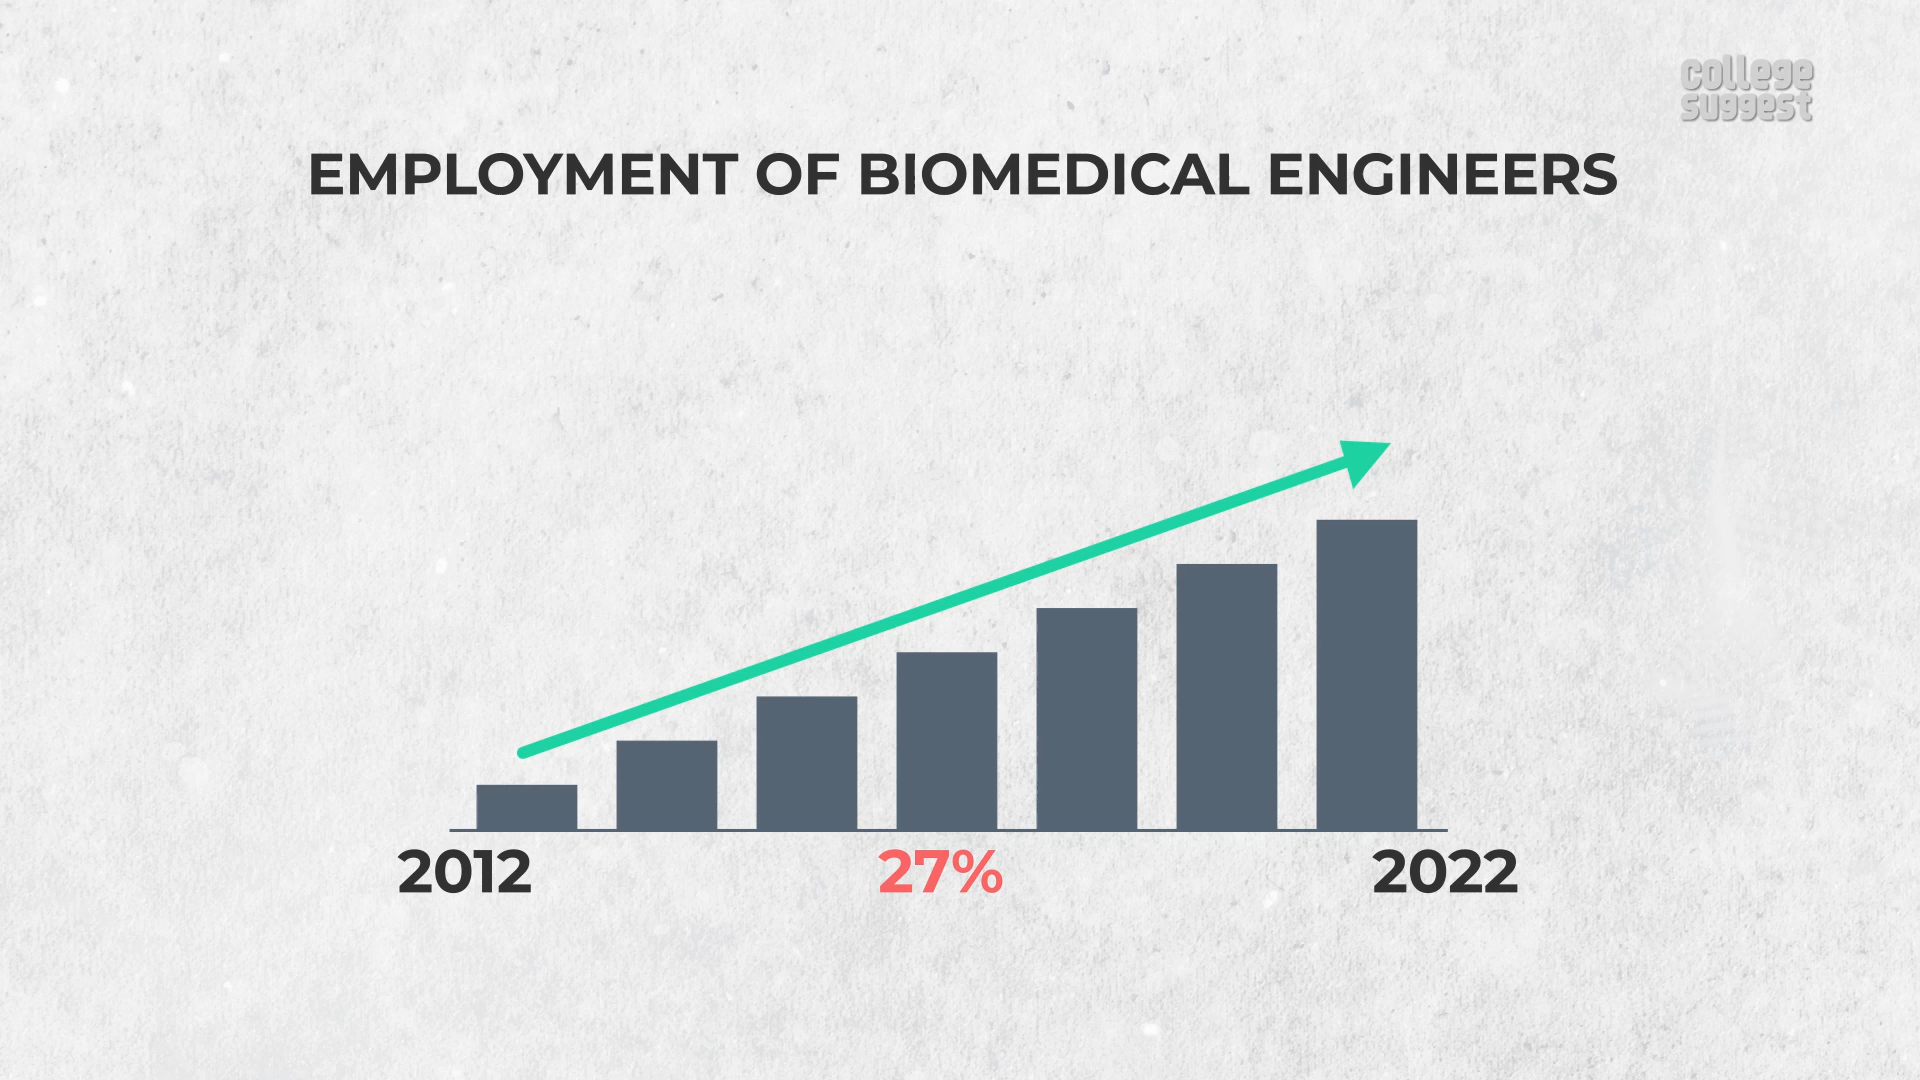 college
suggest
EMPLOYMENT OF BIOMEDICAL ENGINEERS
2012 27% 2022